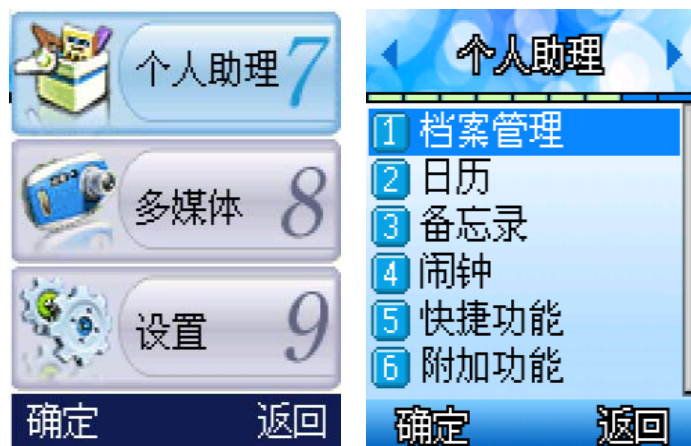 个人助理 7
多媒体 8
设置 9
确定 返回
个人助理
1 档案管理
2 日历
3 备忘录
4 闹钟
5 快捷功能
6 附加功能
确定 返回